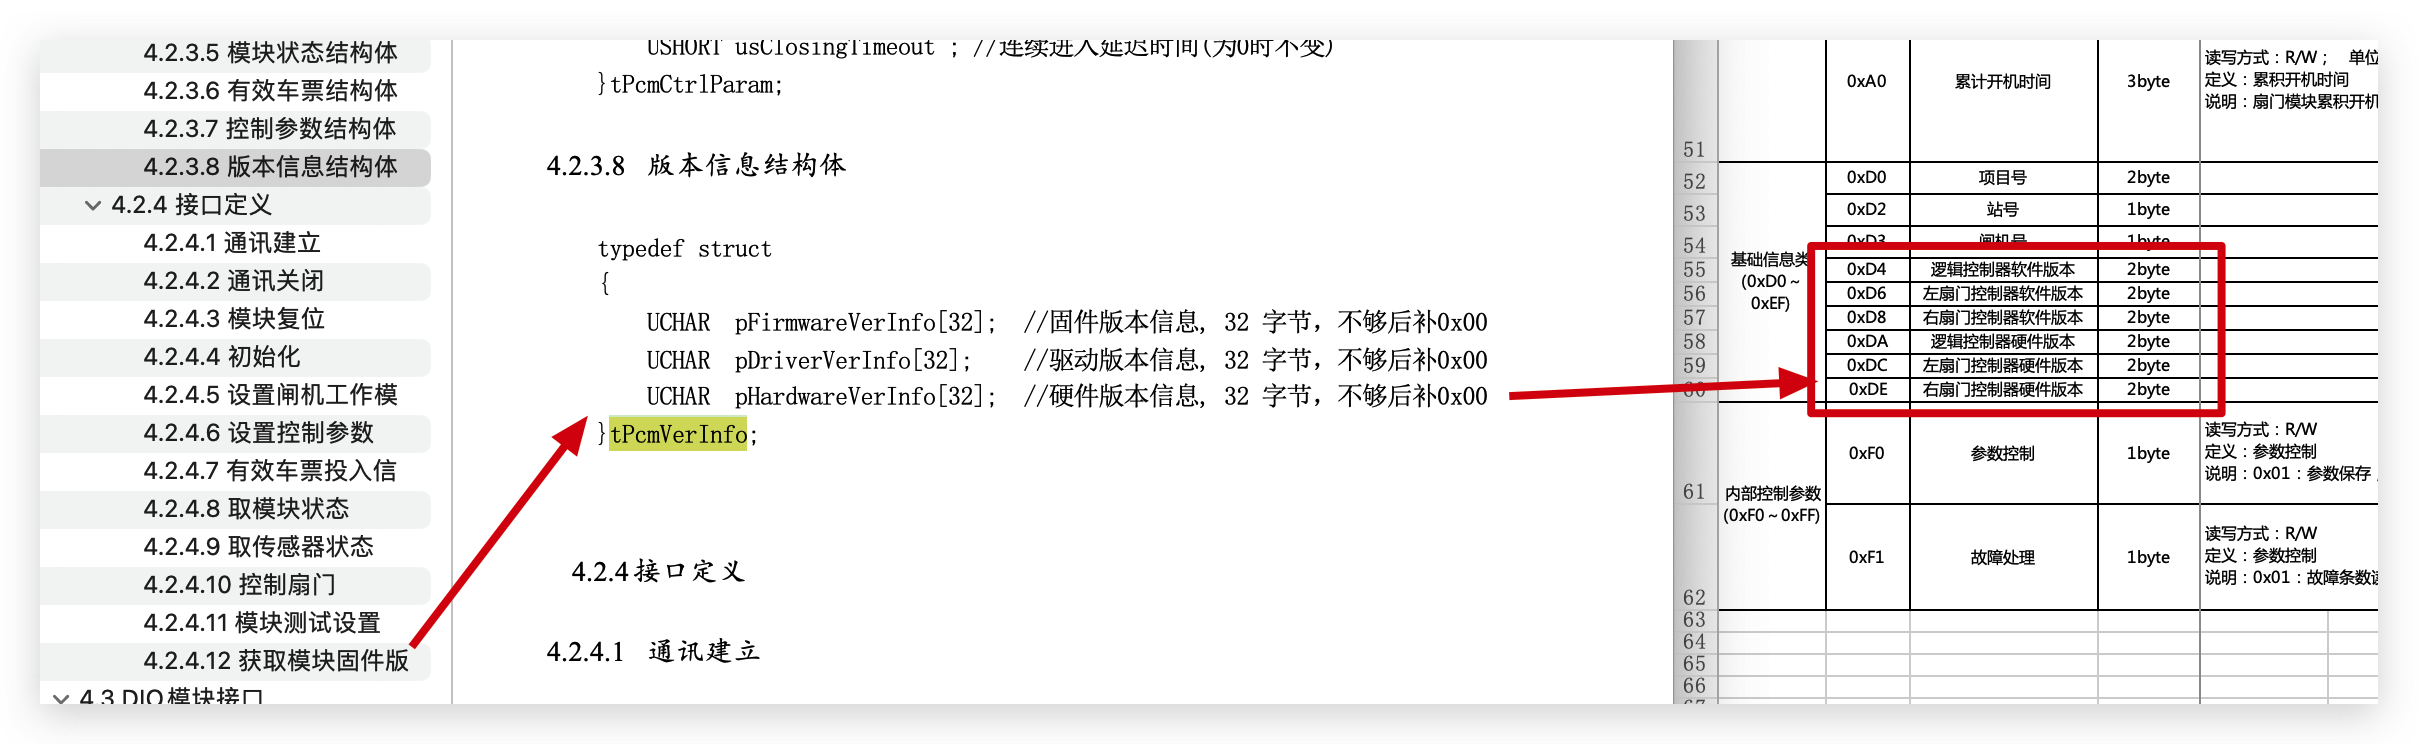 4.2.3.5 模块状态结构体
4.2.3.6 有效车票结构体
4.2.3.7 控制参数结构体
4.2.3.8 版本信息结构体
4.2.4 接口定义
4.2.4.1 通讯建立
4.2.4.2 通讯关闭
4.2.4.3 模块复位
4.2.4.4 初始化
4.2.4.5 设置闸机工作模
4.2.4.6 设置控制参数
4.2.4.7 有效车票投入信
4.2.4.8 取模块状态
4.2.4.9 取传感器状态
4.2.4.10 控制扇门
4.2.4.11 模块测试设置
4.2.4.12 获取模块固件版
4.3 DIO模块接口
USHORT usClosingTimeout ; //连续进入延迟时间(为0时不变)
}tPcmCtrlParam;
4.2.3.8 版本信息结构体
typedef struct
{
UCHAR pFirmwareVerInfo[32]; //固件版本信息, 32 字节, 不够后补0x00
UCHAR pDriverVerInfo[32]; //驱动版本信息, 32 字节, 不够后补0x00
UCHAR pHardwareVerInfo[32]; //硬件版本信息, 32 字节, 不够后补0x00
}tPcmVerInfo;
4.2.4接口定义
4.2.4.1 通讯建立
51 0xA0 累计开机时间 3byte
读写方式：R/W； 单位
定义：累积开机时间
说明：扇门模块累积开机
基础信息类
(0xD0～
0xEF)
52 0xD0 项目号 2byte
53 0xD2 站号 1byte
54 0xD3 闸机号 1byte
55 0xD4 逻辑控制器软件版本 2byte
56 0xD6 左扇门控制器软件版本 2byte
57 0xD8 右扇门控制器软件版本 2byte
58 0xDA 逻辑控制器硬件版本 2byte
59 0xDC 左扇门控制器硬件版本 2byte
60 0xDE 右扇门控制器硬件版本 2byte
内部控制参数
(0xF0～0xFF)
61 0xF0 参数控制 1byte
读写方式：R/W
定义：参数控制
说明：0x01：参数保存
62 0xF1 故障处理 1byte
读写方式：R/W
定义：参数控制
说明：0x01：故障条数
63
64
65
66
67